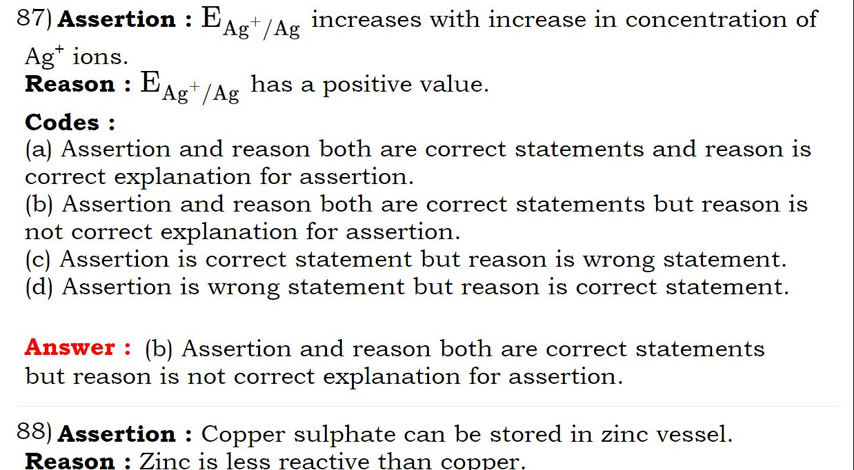 87) Assertion : E Ag⁺/Ag increases with increase in concentration of
Ag⁺ ions.
Reason : E Ag⁺/Ag has a positive value.
Codes :
(a) Assertion and reason both are correct statements and reason is
correct explanation for assertion.
(b) Assertion and reason both are correct statements but reason is
not correct explanation for assertion.
(c) Assertion is correct statement but reason is wrong statement.
(d) Assertion is wrong statement but reason is correct statement.
Answer : (b) Assertion and reason both are correct statements
but reason is not correct explanation for assertion.
88) Assertion : Copper sulphate can be stored in zinc vessel.
Reason : Zinc is less reactive than copper.